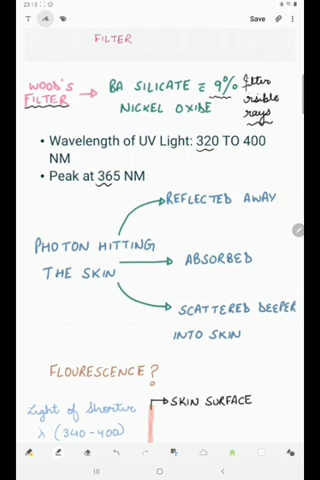 23:13
Save
FILTER
WOOD'S FILTER → BA SILICATE c̄ 9% NICKEL OXIDE
filter visible rays
• Wavelength of UV Light: 320 TO 400
NM
• Peak at 365 NM
REFLECTED AWAY
PHOTON HITTING
THE SKIN
ABSORBED
SCATTERED DEEPER
INTO SKIN
FLOURESCENCE?
Light of Shorter
λ (340-400)
SKIN SURFACE